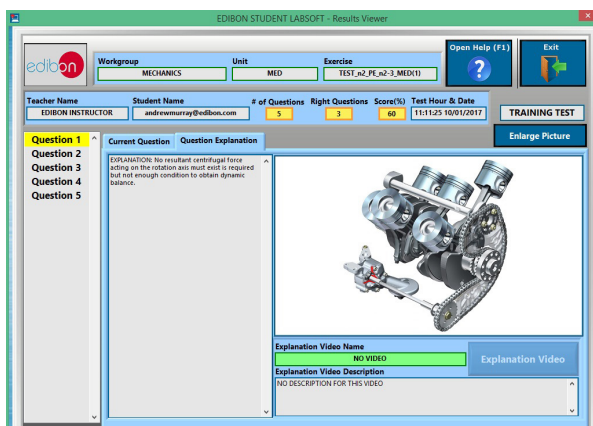 EDIBON STUDENT LABSOFT - Results Viewer
edibon
Workgroup
MECHANICS
Unit
MED
Exercise
TEST_n2_PE_n2-3_MED(1)
Open Help (F1)
?
Exit
Teacher Name
EDIBON INSTRUCTOR
Student Name
andrewmurray@edibon.com
# of Questions
5
Right Questions
3
Score(%)
60
Test Hour & Date
11:11:25 10/01/2017
TRAINING TEST
Enlarge Picture
Question 1
Question 2
Question 3
Question 4
Question 5
Current Question
Question Explanation
EXPLANATION: No resultant centrifugal force
acting on the rotation axis must exist is required
but not enough condition to obtain dynamic
balance.
Explanation Video Name
NO VIDEO
Explanation Video
Explanation Video Description
NO DESCRIPTION FOR THIS VIDEO